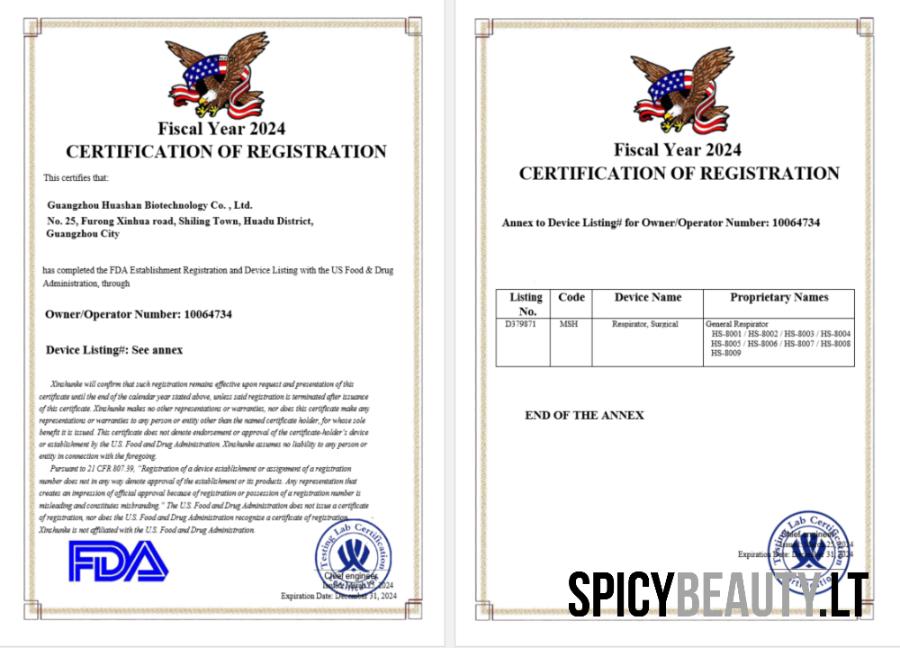 Fiscal Year 2024
CERTIFICATION OF REGISTRATION
This certifies that:
Guangzhou Huashan Biotechnology Co. , Ltd.
No. 25, Furong Xinhua road, Shiling Town, Huadu District,
Guangzhou City
has completed the FDA Establishment Registration and Device Listing with the US Food & Drug
Administration, through
Owner/Operator Number: 10064734
Device Listing#: See annex
Xinshunke will confirm that such registration remains effective upon request and presentation of this
certificate until the end of the calendar year stated above, unless said registration is terminated after issuance
of this certificate. Xinshunke makes no other representations or warranties, nor does this certificate make any
representations or warranties to any person or entity other than the named certificate holder, for whose sole
benefit it is issued. This certificate does not denote endorsement or approval of the certificate-holder's device
or establishment by the U.S. Food and Drug Administration. Xinshunke assumes no liability to any person or
entity in connection with the foregoing.
Pursuant to 21 CFR 807.39, "Registration of a device establishment or assignment of a registration
number does not in any way denote approval of the establishment or its products. Any representation that
creates an impression of official approval because of registration or possession of a registration number is
misleading and constitutes misbranding." The U.S. Food and Drug Administration does not issue a certificate
of registration, nor does the U.S. Food and Drug Administration recognize a certificate of registration.
Xinshunke is not affiliated with the U.S. Food and Drug Administration.
FDA
Testing Lab Certification
Chief engineer
2024
Expiration Date: December 31, 2024
Fiscal Year 2024
CERTIFICATION OF REGISTRATION
Annex to Device Listing# for Owner/Operator Number: 10064734
Listing No. Code Device Name Proprietary Names
D379871 MSH Respirator, Surgical General Respirator
HS-8001 / HS-8002 / HS-8003 / HS-8004
HS-8005 / HS-8006 / HS-8007 / HS-8008
HS-8009
END OF THE ANNEX
Testing Lab Certification
Chief engineer
2024
Expiration Date: December 31, 2024
SPICYBEAUTY.LT